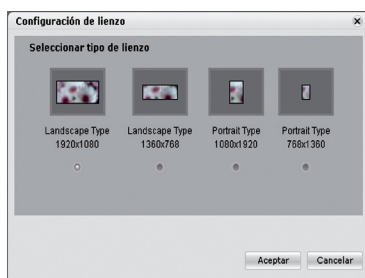 Configuración de lienzo
Seleccionar tipo de lienzo
Landscape Type Landscape Type Portrait Type Portrait Type
1920x1080 1360x768 1080x1920 768x1360
Aceptar Cancelar